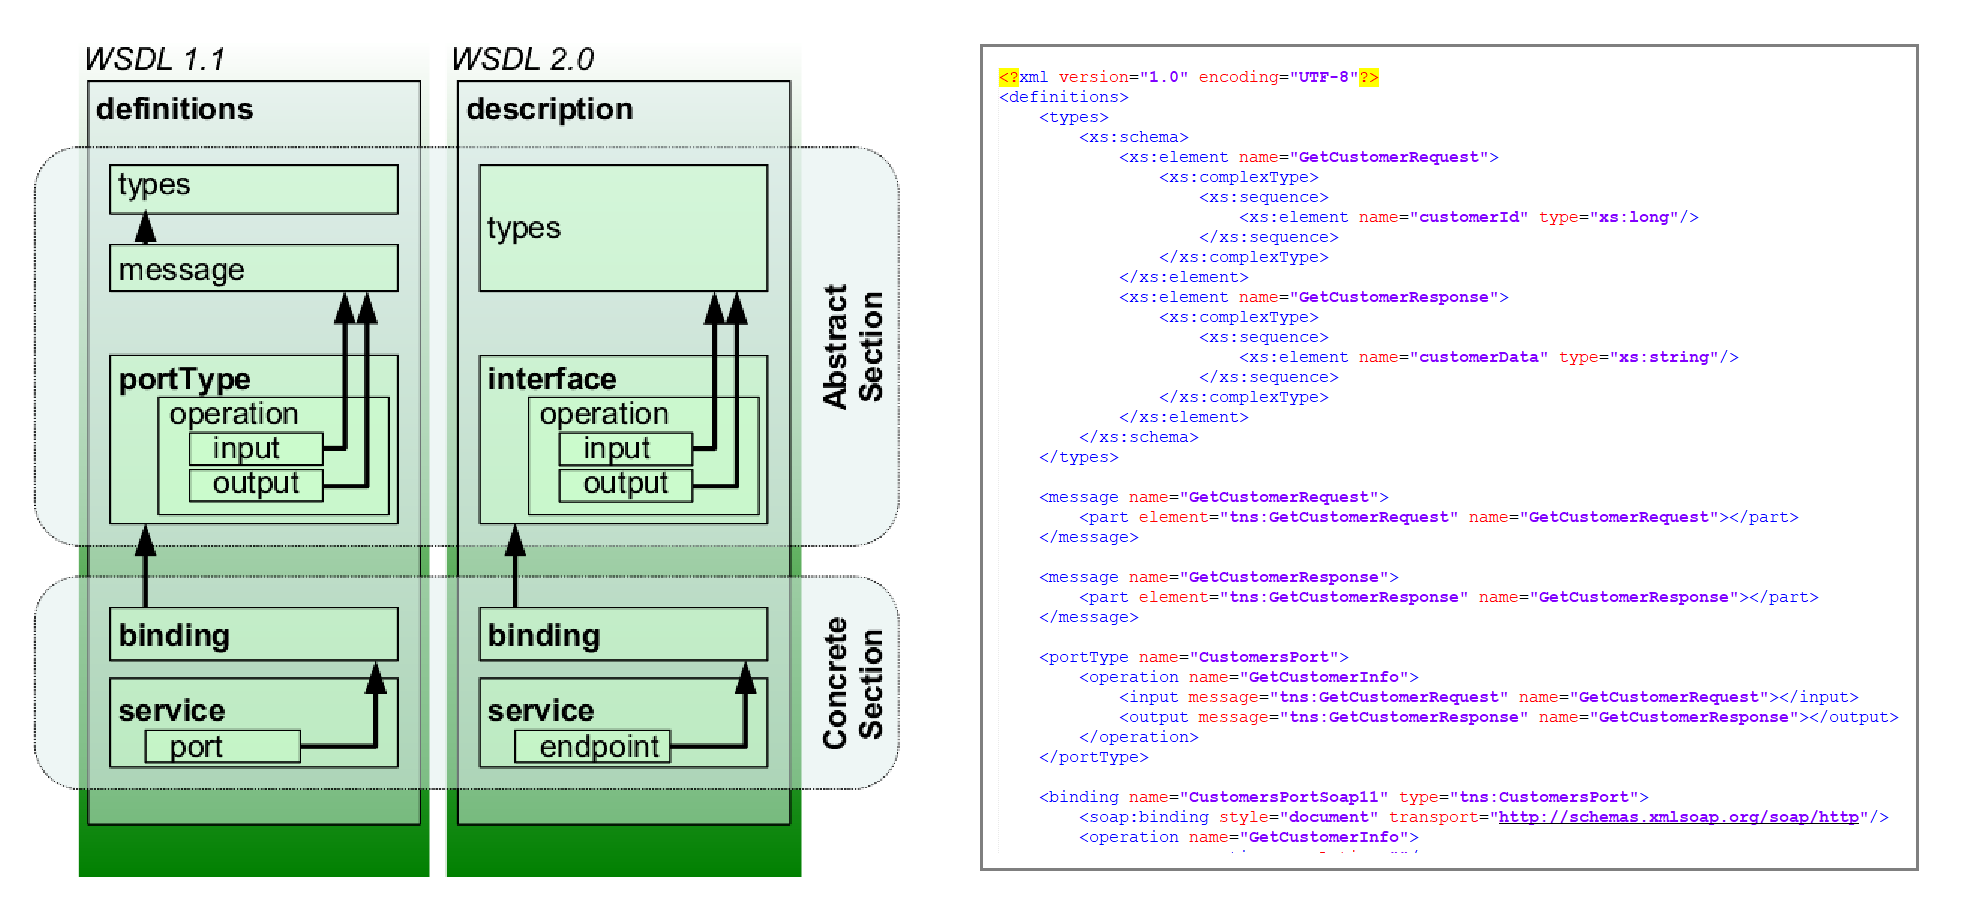 WSDL 1.1
definitions
types
message
portType
operation
input
output
binding
service
port
WSDL 2.0
description
types
interface
operation
input
output
binding
service
endpoint
Abstract
Section
Concrete
Section
<?xml version="1.0" encoding="UTF-8"?>
<definitions>
<types>
<xs:schema>
<xs:element name="GetCustomerRequest">
<xs:complexType>
<xs:sequence>
<xs:element name="customerId" type="xs:long"/>
</xs:sequence>
</xs:complexType>
</xs:element>
<xs:element name="GetCustomerResponse">
<xs:complexType>
<xs:sequence>
<xs:element name="customerData" type="xs:string"/>
</xs:sequence>
</xs:complexType>
</xs:element>
</xs:schema>
</types>
<message name="GetCustomerRequest">
<part element="tns:GetCustomerRequest" name="GetCustomerRequest"></part>
</message>
<message name="GetCustomerResponse">
<part element="tns:GetCustomerResponse" name="GetCustomerResponse"></part>
</message>
<portType name="CustomersPort">
<operation name="GetCustomerInfo">
<input message="tns:GetCustomerRequest" name="GetCustomerRequest"></input>
<output message="tns:GetCustomerResponse" name="GetCustomerResponse"></output>
</operation>
</portType>
<binding name="CustomersPortSoap11" type="tns:CustomersPort">
<soap:binding style="document" transport="http://schemas.xmlsoap.org/soap/http"/>
<operation name="GetCustomerInfo">